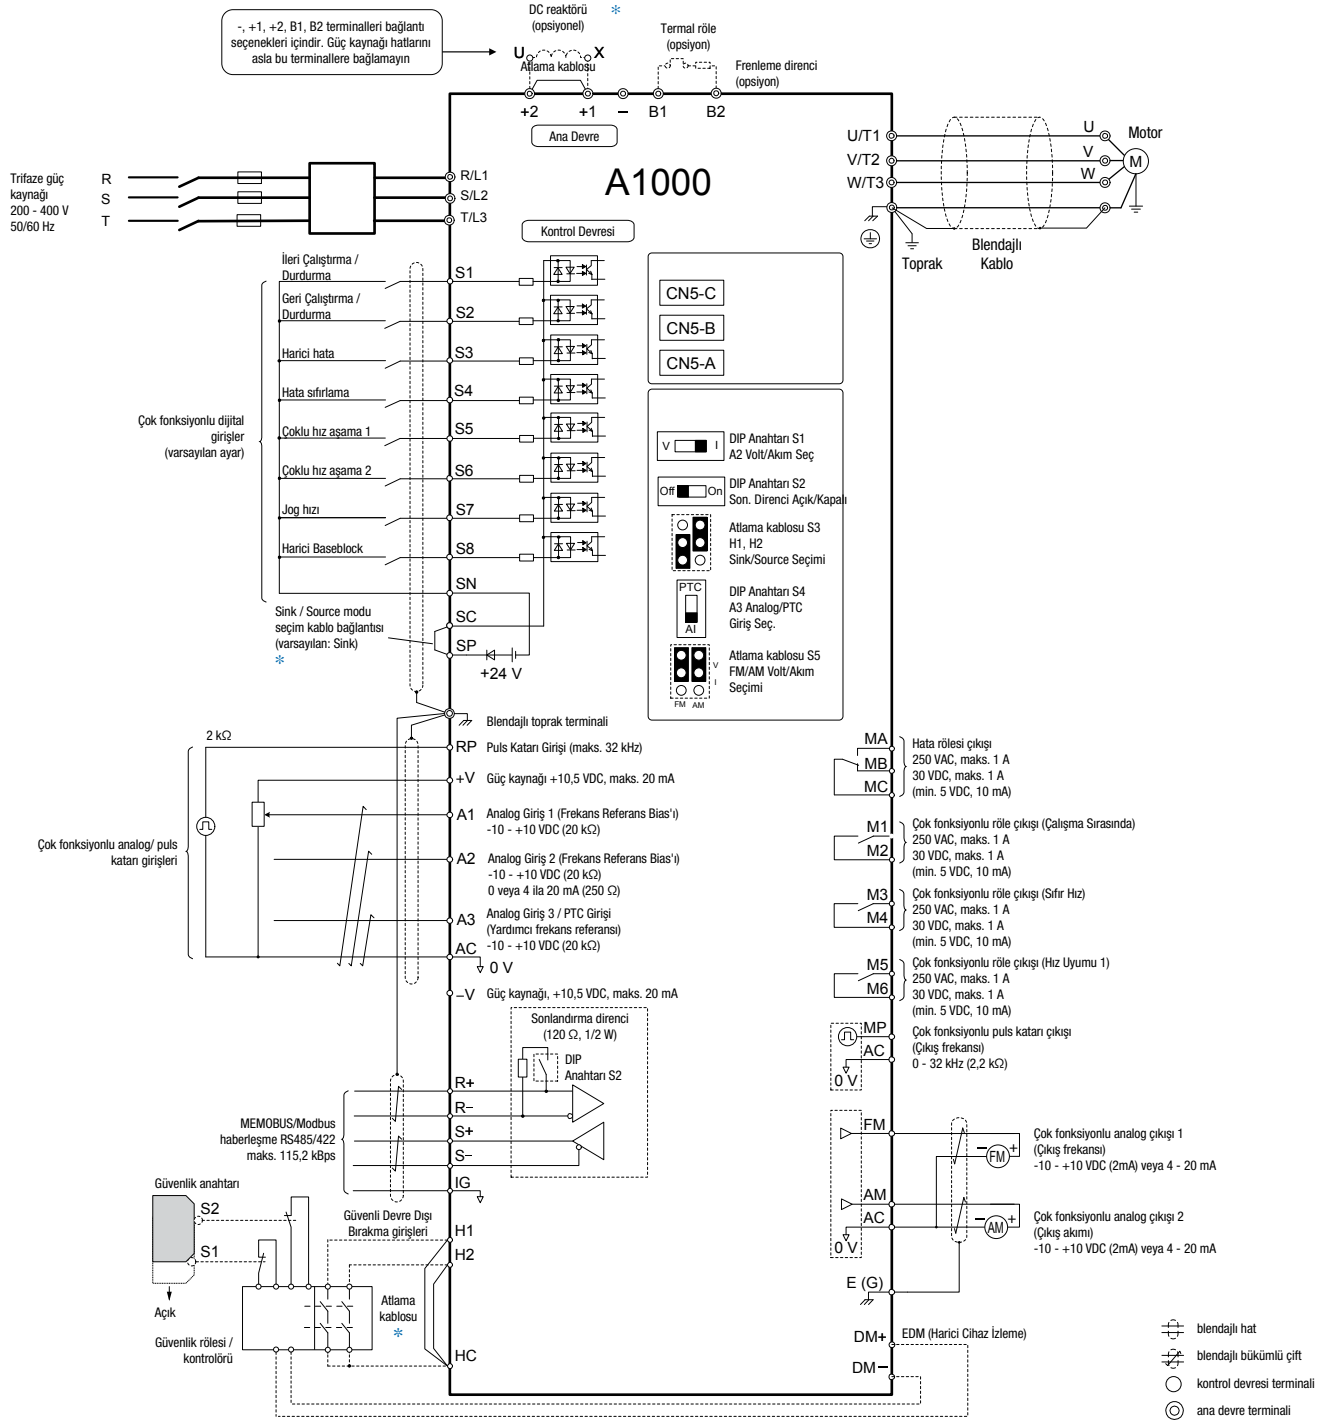 DC reaktörü *
(opsiyonel)
-, +1, +2, B1, B2 terminalleri bağlantı
seçenekleri içindir. Güç kaynağı hatlarını
asla bu terminallere bağlamayın
Termal röle
(opsiyon)
U X
Atlama kablosu
Frenleme direnci
(opsiyon)
+2 +1 – B1 B2
Ana Devre
A1000
Trifaze güç
kaynağı
200 - 400 V
50/60 Hz
R
S
T
R/L1
S/L2
T/L3
U/T1
V/T2
W/T3
U
V
W
Motor
M
Toprak
Blendajlı
Kablo
Kontrol Devresi
Çok fonksiyonlu dijital
girişler
(varsayılan ayar)
İleri Çalıştırma /
Durdurma
S1
Geri Çalıştırma /
Durdurma
S2
Harici hata
S3
Hata sıfırlama
S4
Çoklu hız aşama 1
S5
Çoklu hız aşama 2
S6
Jog hızı
S7
Harici Baseblock
S8
SN
SC
SP
+24 V
Sink / Source modu
seçim kablo bağlantısı
(varsayılan: Sink)
*
CN5-C
CN5-B
CN5-A
V I
DIP Anahtarı S1
A2 Volt/Akım Seç
Off On
DIP Anahtarı S2
Son. Direnci Açık/Kapalı
Atlama kablosu S3
H1, H2
Sink/Source Seçimi
PTC
AI
DIP Anahtarı S4
A3 Analog/PTC
Giriş Seç.
V
I
FM AM
Atlama kablosu S5
FM/AM Volt/Akım
Seçimi
Blendajlı toprak terminali
2 kΩ
Çok fonksiyonlu analog/ puls
katarı girişleri
RP Puls Katarı Girişi (maks. 32 kHz)
+V Güç kaynağı +10,5 VDC, maks. 20 mA
A1 Analog Giriş 1 (Frekans Referans Bias'ı)
-10 - +10 VDC (20 kΩ)
A2 Analog Giriş 2 (Frekans Referans Bias'ı)
-10 - +10 VDC (20 kΩ)
0 veya 4 ila 20 mA (250 Ω)
A3 Analog Giriş 3 / PTC Girişi
(Yardımcı frekans referansı)
-10 - +10 VDC (20 kΩ)
AC
0 V
–V Güç kaynağı, +10,5 VDC, maks. 20 mA
MA
MB
MC
Hata rölesi çıkışı
250 VAC, maks. 1 A
30 VDC, maks. 1 A
(min. 5 VDC, 10 mA)
M1
M2
Çok fonksiyonlu röle çıkışı (Çalışma Sırasında)
250 VAC, maks. 1 A
30 VDC, maks. 1 A
(min. 5 VDC, 10 mA)
M3
M4
Çok fonksiyonlu röle çıkışı (Sıfır Hız)
250 VAC, maks. 1 A
30 VDC, maks. 1 A
(min. 5 VDC, 10 mA)
M5
M6
Çok fonksiyonlu röle çıkışı (Hız Uyumu 1)
250 VAC, maks. 1 A
30 VDC, maks. 1 A
(min. 5 VDC, 10 mA)
MP
AC
0 V
Çok fonksiyonlu puls katarı çıkışı
(Çıkış frekansı)
0 - 32 kHz (2,2 kΩ)
Sonlandırma direnci
(120 Ω, 1/2 W)
DIP
Anahtarı S2
MEMOBUS/Modbus
haberleşme RS485/422
maks. 115,2 kBps
R+
R–
S+
S–
IG
FM
– FM +
Çok fonksiyonlu analog çıkışı 1
(Çıkış frekansı)
-10 - +10 VDC (2mA) veya 4 - 20 mA
AM
AC
0 V
– AM +
Çok fonksiyonlu analog çıkışı 2
(Çıkış akımı)
-10 - +10 VDC (2mA) veya 4 - 20 mA
E (G)
Güvenlik anahtarı
S2
S1
Açık
Güvenlik rölesi /
kontrolörü
Güvenli Devre Dışı
Bırakma girişleri
H1
H2
Atlama
kablosu
*
HC
DM+
DM–
EDM (Harici Cihaz İzleme)
blendajlı hat
blendajlı bükümlü çift
kontrol devresi terminali
ana devre terminali